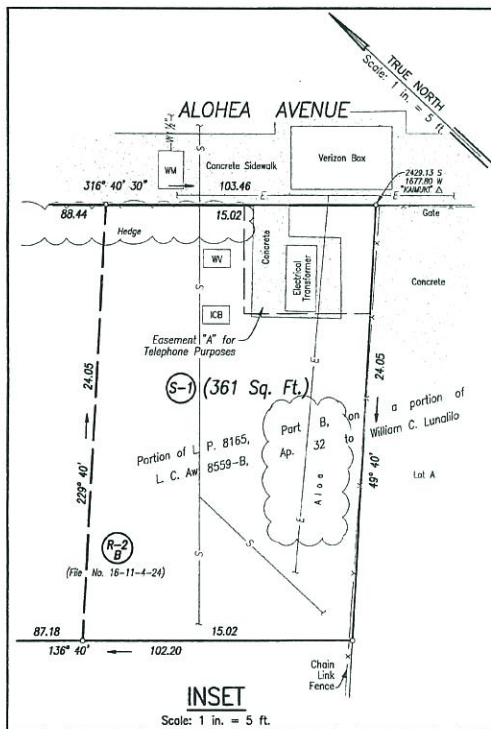 TRUE NORTH
Scale: 1 in. = 5 ft.
ALOHEA AVENUE
W 1/2"
S
WM
Concrete Sidewalk
Verizon Box
2429.13 S
1677.80 W
"KAIMUKI" △
316° 40' 30"
103.46
E
E
88.44
15.02
Gate
Hedge
Concrete
Electrical
Transformer
Concrete
WV
S
ICB
Easement "A" for
Telephone Purposes
E
24.05
24.05
S-1 (361 Sq. Ft.)
Portion of L. P. 8165,
L. C. Aw. 8559-B,
Part B,
Ap. 32
on a portion of
to William C. Lunalilo
Aloe
49° 40'
Lot A
229° 40'
E
S
S
R-2
B
(File No. 16-11-4-24)
87.18
15.02
136° 40'
102.20
Chain
Link
Fence
INSET
Scale: 1 in. = 5 ft.